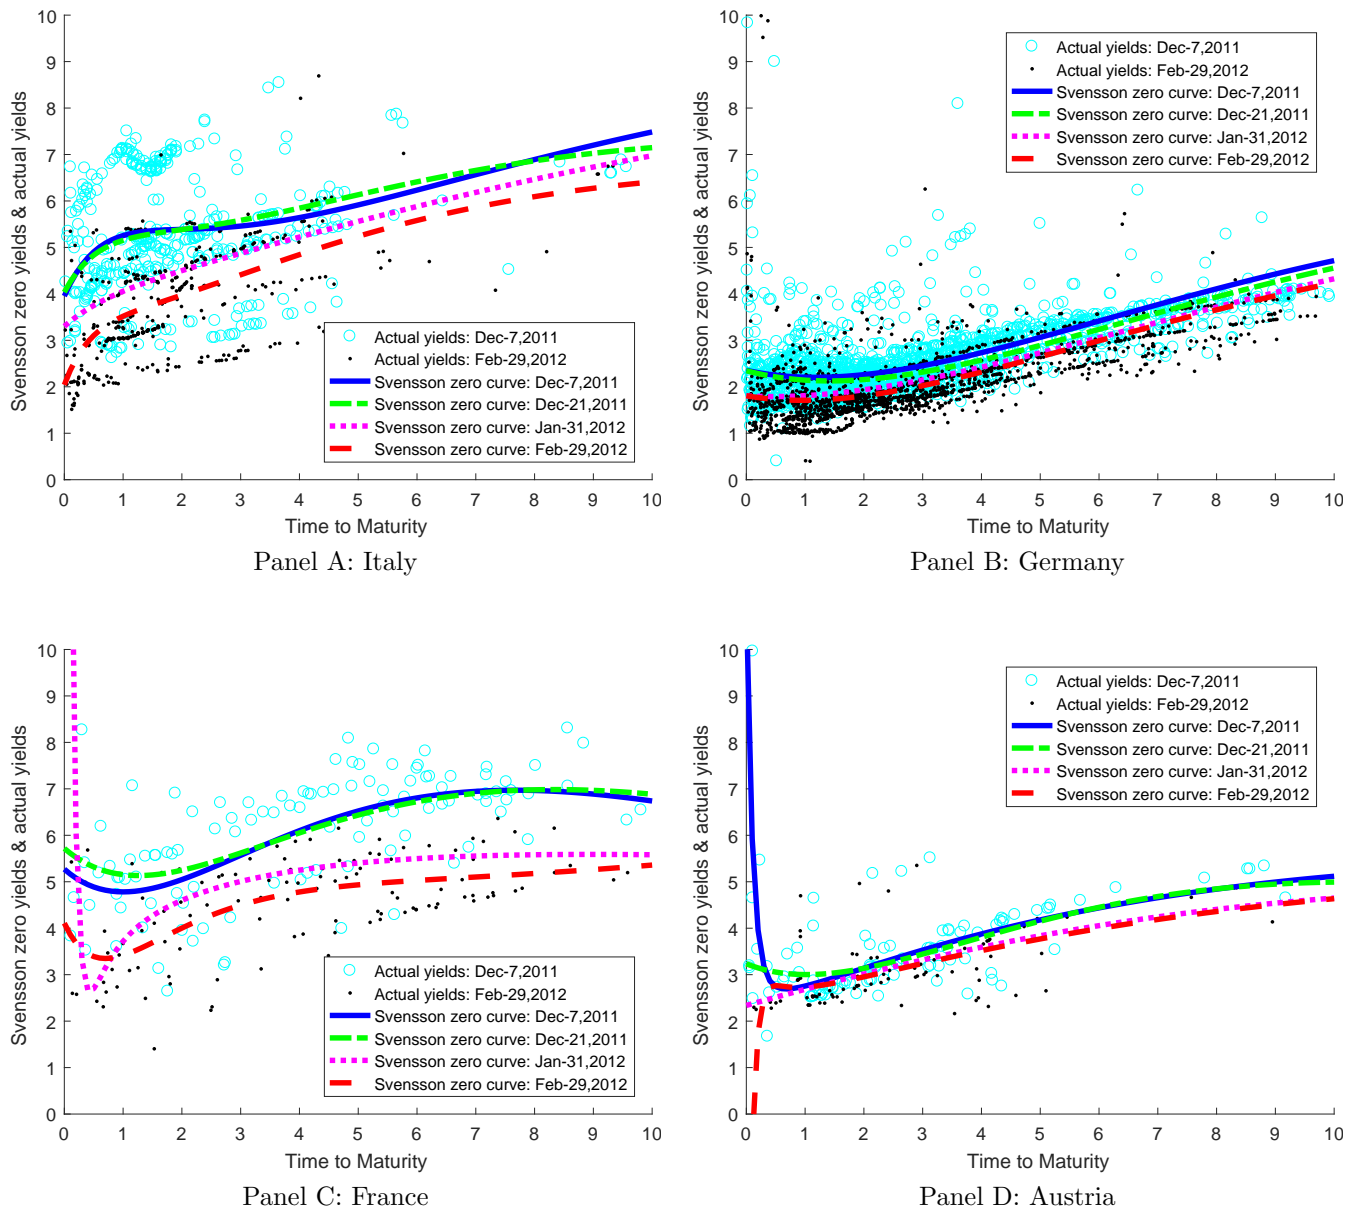 10
9
8
7
6
5
4
3
2
1
0
Svensson zero yields & actual yields
Actual yields: Dec-7,2011
Actual yields: Feb-29,2012
Svensson zero curve: Dec-7,2011
Svensson zero curve: Dec-21,2011
Svensson zero curve: Jan-31,2012
Svensson zero curve: Feb-29,2012
0 1 2 3 4 5 6 7 8 9 10
Time to Maturity
Panel A: Italy
10
9
8
7
6
5
4
3
2
1
0
Svensson zero yields & actual yields
Actual yields: Dec-7,2011
Actual yields: Feb-29,2012
Svensson zero curve: Dec-7,2011
Svensson zero curve: Dec-21,2011
Svensson zero curve: Jan-31,2012
Svensson zero curve: Feb-29,2012
0 1 2 3 4 5 6 7 8 9 10
Time to Maturity
Panel B: Germany
10
9
8
7
6
5
4
3
2
1
0
Svensson zero yields & actual yields
Actual yields: Dec-7,2011
Actual yields: Feb-29,2012
Svensson zero curve: Dec-7,2011
Svensson zero curve: Dec-21,2011
Svensson zero curve: Jan-31,2012
Svensson zero curve: Feb-29,2012
0 1 2 3 4 5 6 7 8 9 10
Time to Maturity
Panel C: France
10
9
8
7
6
5
4
3
2
1
0
Svensson zero yields & actual yields
Actual yields: Dec-7,2011
Actual yields: Feb-29,2012
Svensson zero curve: Dec-7,2011
Svensson zero curve: Dec-21,2011
Svensson zero curve: Jan-31,2012
Svensson zero curve: Feb-29,2012
0 1 2 3 4 5 6 7 8 9 10
Time to Maturity
Panel D: Austria